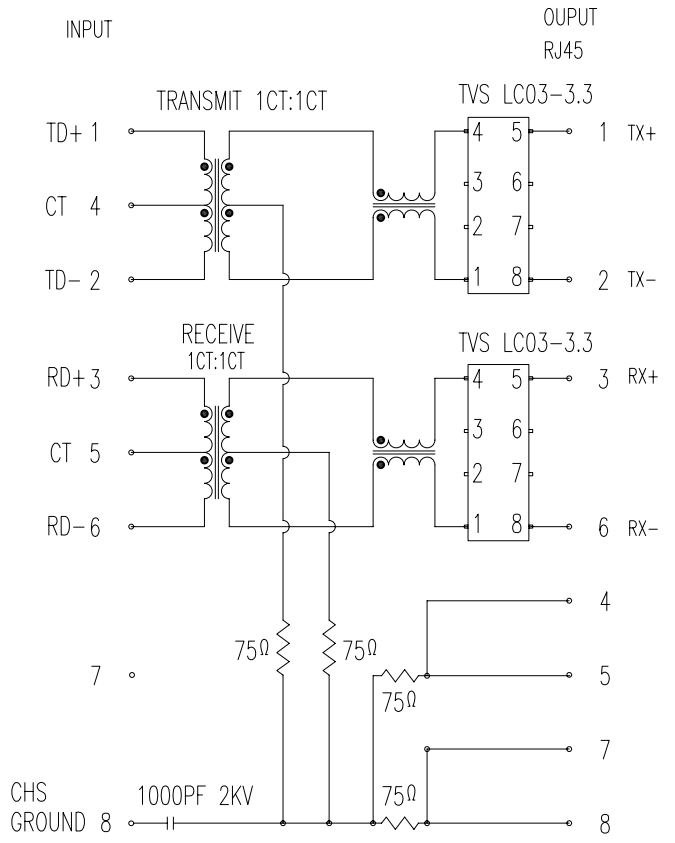 INPUT
OUPUT
RJ45
TRANSMIT 1CT:1CT
TVS LC03-3.3
TD+ 1
4 5
1 TX+
3 6
CT 4
2 7
TD- 2
1 8
2 TX-
RECEIVE
1CT:1CT
TVS LC03-3.3
RD+ 3
4 5
3 RX+
3 6
CT 5
2 7
RD- 6
1 8
6 RX-
4
75Ω
75Ω
7
5
75Ω
7
CHS
GROUND 8
1000PF 2KV
75Ω
8